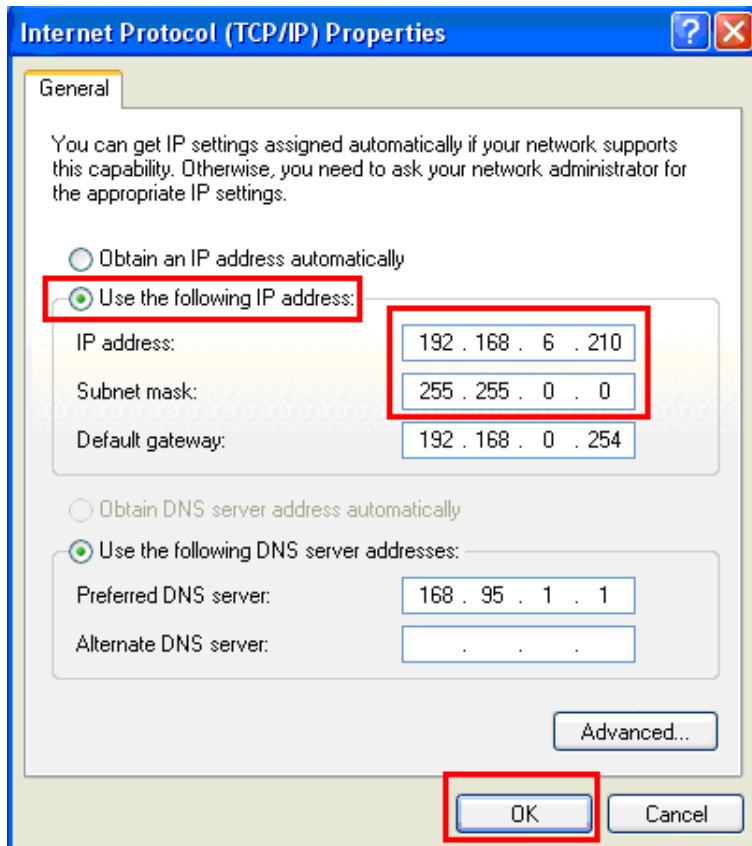 Internet Protocol (TCP/IP) Properties
General
You can get IP settings assigned automatically if your network supports
this capability. Otherwise, you need to ask your network administrator for
the appropriate IP settings.
Obtain an IP address automatically
Use the following IP address:
IP address: 192 . 168 . 6 . 210
Subnet mask: 255 . 255 . 0 . 0
Default gateway: 192 . 168 . 0 . 254
Obtain DNS server address automatically
Use the following DNS server addresses:
Preferred DNS server: 168 . 95 . 1 . 1
Alternate DNS server: . . .
Advanced...
OK Cancel